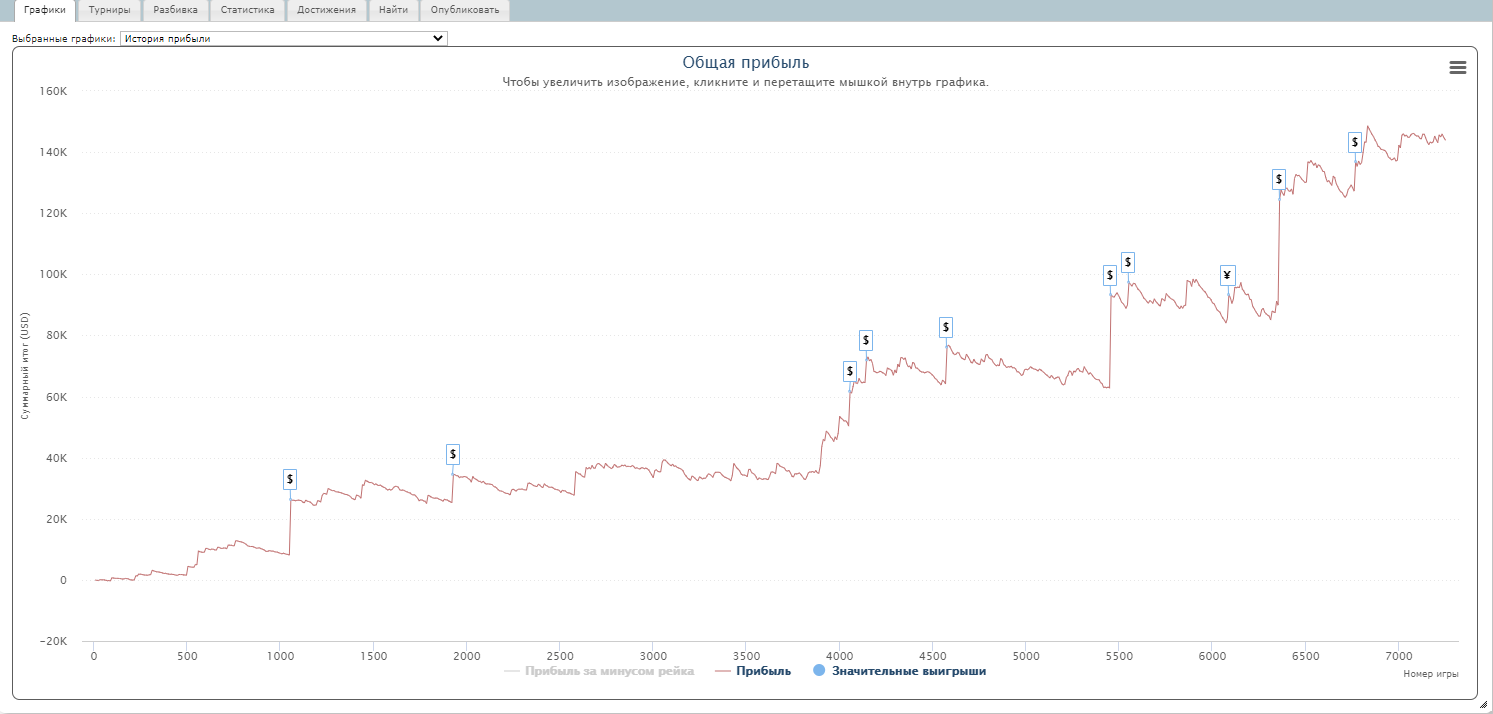 Графики Турниры Разбивка Статистика Достижения Найти Опубликовать
Выбранные графики: История прибыли
Общая прибыль
Чтобы увеличить изображение, кликните и перетащите мышкой внутрь графика.
160K
140K
$
$
120K
$
100K
$
¥
80K
$
$
Суммарный итог (USD)
60K
$
40K
$
$
20K
0
−20K
0 500 1000 1500 2000 2500 3000 3500 4000 4500 5000 5500 6000 6500 7000
Прибыль за минусом рейка Прибыль Значительные выигрыши
Номер игры